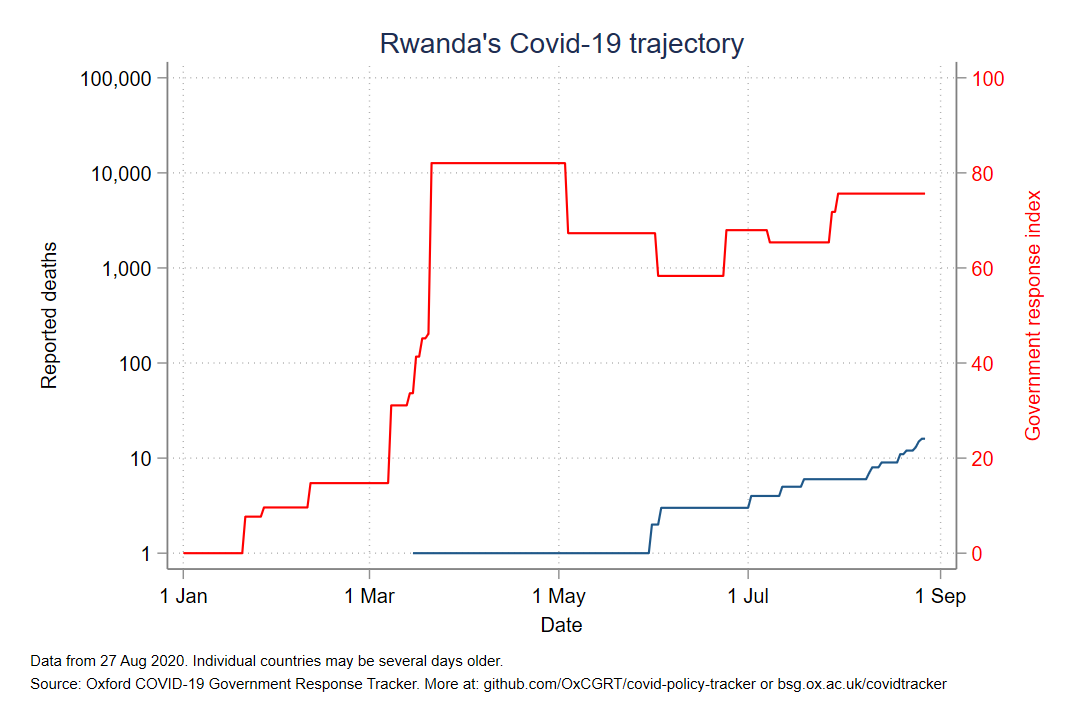 Rwanda's Covid-19 trajectory
100,000
10,000
1,000
100
10
1
Reported deaths
100
80
60
40
20
0
Government response index
1 Jan
1 Mar
1 May
1 Jul
1 Sep
Date
Data from 27 Aug 2020. Individual countries may be several days older.
Source: Oxford COVID-19 Government Response Tracker. More at: github.com/OxCGRT/covid-policy-tracker or bsg.ox.ac.uk/covidtracker